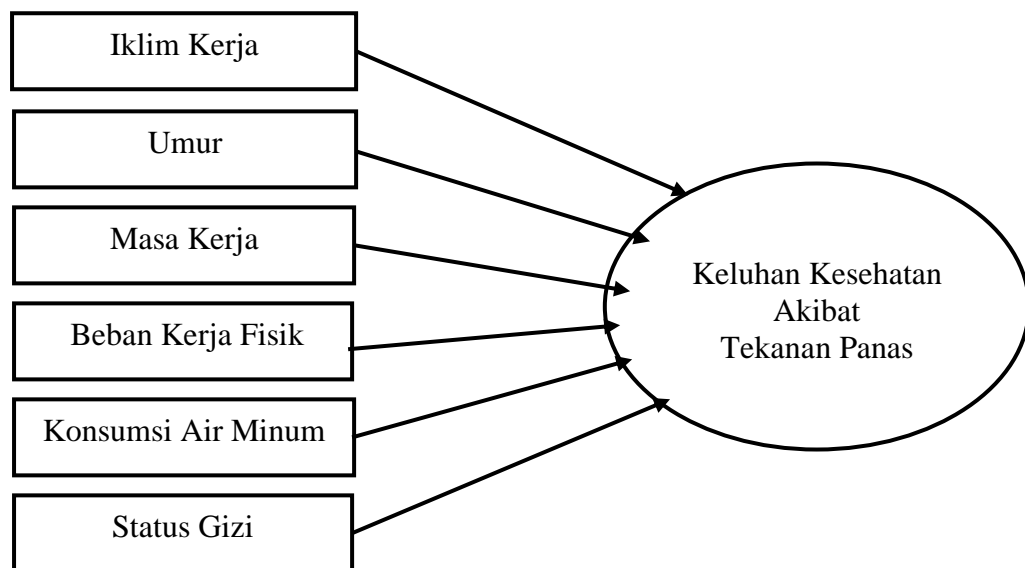 Iklim Kerja
Umur
Masa Kerja
Beban Kerja Fisik
Konsumsi Air Minum
Status Gizi
Keluhan Kesehatan
Akibat
Tekanan Panas